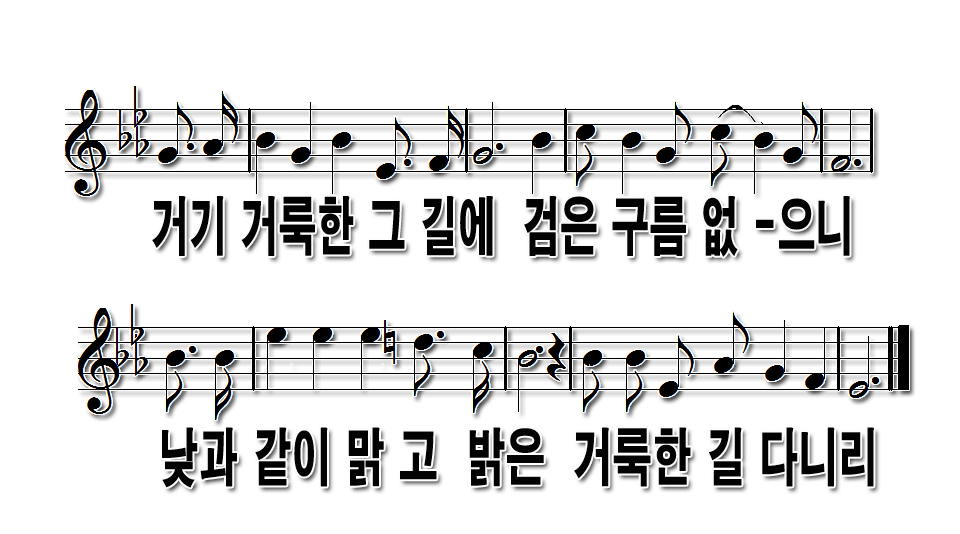 거기 거룩한 그 길에 검은 구름 없 -으니
낮과 같이 맑 고 밝은 거룩한 길 다니리